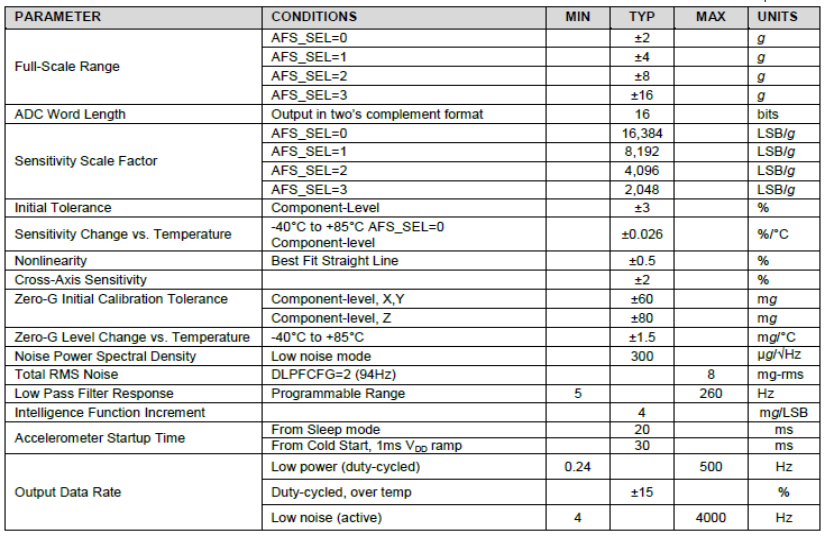 PARAMETER CONDITIONS MIN TYP MAX UNITS
Full-Scale Range AFS_SEL=0 ±2 g
AFS_SEL=1 ±4 g
AFS_SEL=2 ±8 g
AFS_SEL=3 ±16 g
ADC Word Length Output in two's complement format 16 bits
Sensitivity Scale Factor AFS_SEL=0 16,384 LSB/g
AFS_SEL=1 8,192 LSB/g
AFS_SEL=2 4,096 LSB/g
AFS_SEL=3 2,048 LSB/g
Initial Tolerance Component-Level ±3 %
Sensitivity Change vs. Temperature -40°C to +85°C AFS_SEL=0 ±0.026 %/°C
Component-level
Nonlinearity Best Fit Straight Line ±0.5 %
Cross-Axis Sensitivity ±2 %
Zero-G Initial Calibration Tolerance Component-level, X,Y ±60 mg
Component-level, Z ±80 mg
Zero-G Level Change vs. Temperature -40°C to +85°C ±1.5 mg/°C
Noise Power Spectral Density Low noise mode 300 µg/√Hz
Total RMS Noise DLPFCFG=2 (94Hz) 8 mg-rms
Low Pass Filter Response Programmable Range 5 260 Hz
Intelligence Function Increment 4 mg/LSB
Accelerometer Startup Time From Sleep mode 20 ms
From Cold Start, 1ms VDD ramp 30 ms
Output Data Rate Low power (duty-cycled) 0.24 500 Hz
Duty-cycled, over temp ±15 %
Low noise (active) 4 4000 Hz